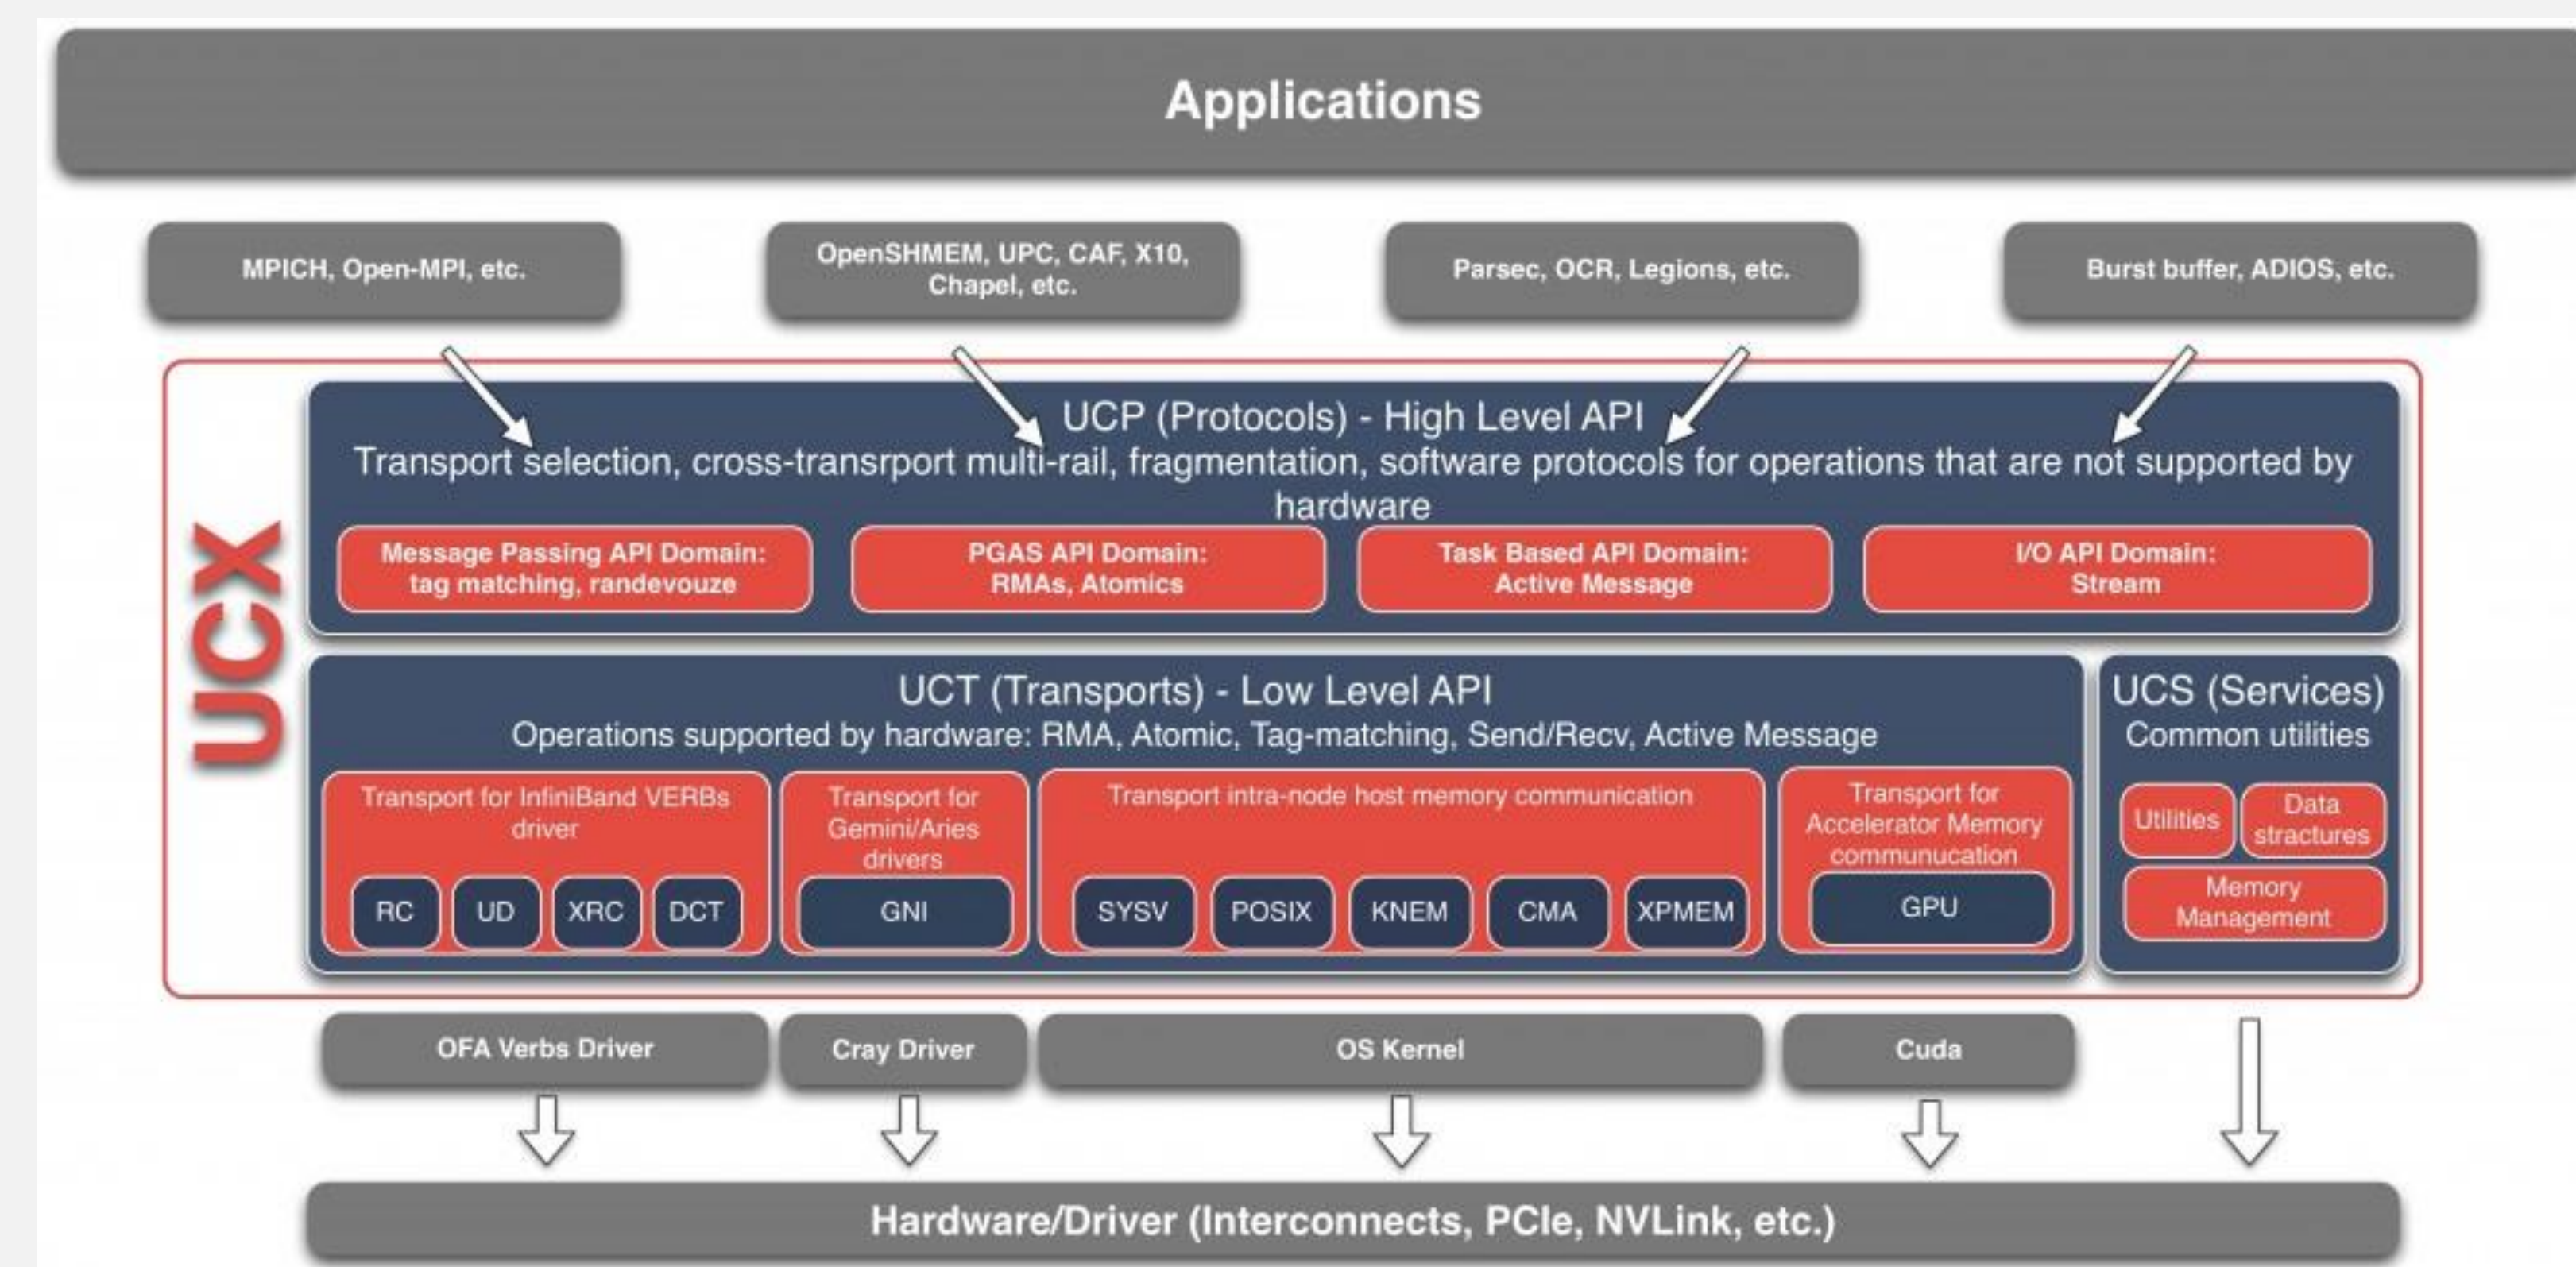 Applications
MPICH, Open-MPI, etc.
OpenSHMEM, UPC, CAF, X10,
Chapel, etc.
Parsec, OCR, Legions, etc.
Burst buffer, ADIOS, etc.
UCX
UCP (Protocols) - High Level API
Transport selection, cross-transrport multi-rail, fragmentation, software protocols for operations that are not supported by
hardware
Message Passing API Domain:
tag matching, randevouze
PGAS API Domain:
RMAs, Atomics
Task Based API Domain:
Active Message
I/O API Domain:
Stream
UCT (Transports) - Low Level API
Operations supported by hardware: RMA, Atomic, Tag-matching, Send/Recv, Active Message
Transport for InfiniBand VERBs
driver
RC
UD
XRC
DCT
Transport for
Gemini/Aries
drivers
GNI
Transport intra-node host memory communication
SYSV
POSIX
KNEM
CMA
XPMEM
Transport for
Accelerator Memory
communucation
GPU
UCS (Services)
Common utilities
Utilities
Data
stractures
Memory
Management
OFA Verbs Driver
Cray Driver
OS Kernel
Cuda
Hardware/Driver (Interconnects, PCIe, NVLink, etc.)